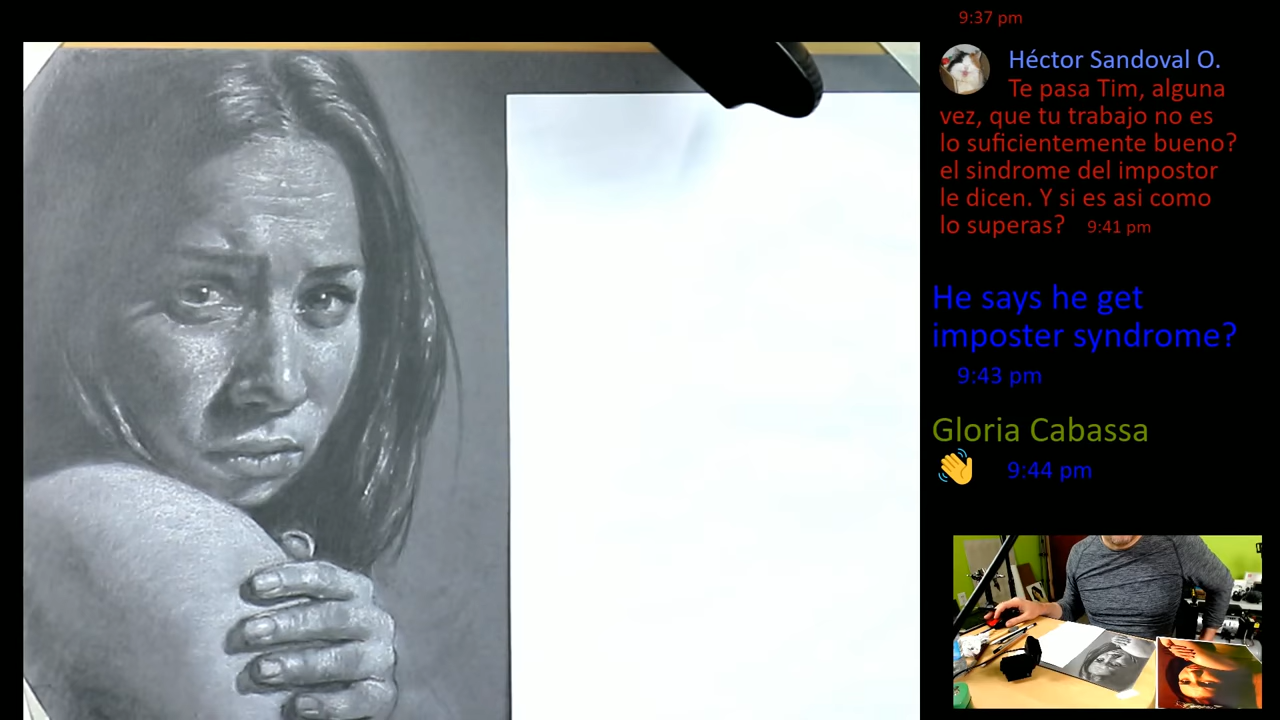 9:37 pm
Héctor Sandoval O.
Te pasa Tim, alguna
vez, que tu trabajo no es
lo suficientemente bueno?
el sindrome del impostor
le dicen. Y si es asi como
lo superas? 9:41 pm
He says he get
imposter syndrome?
9:43 pm
Gloria Cabassa
👋 9:44 pm